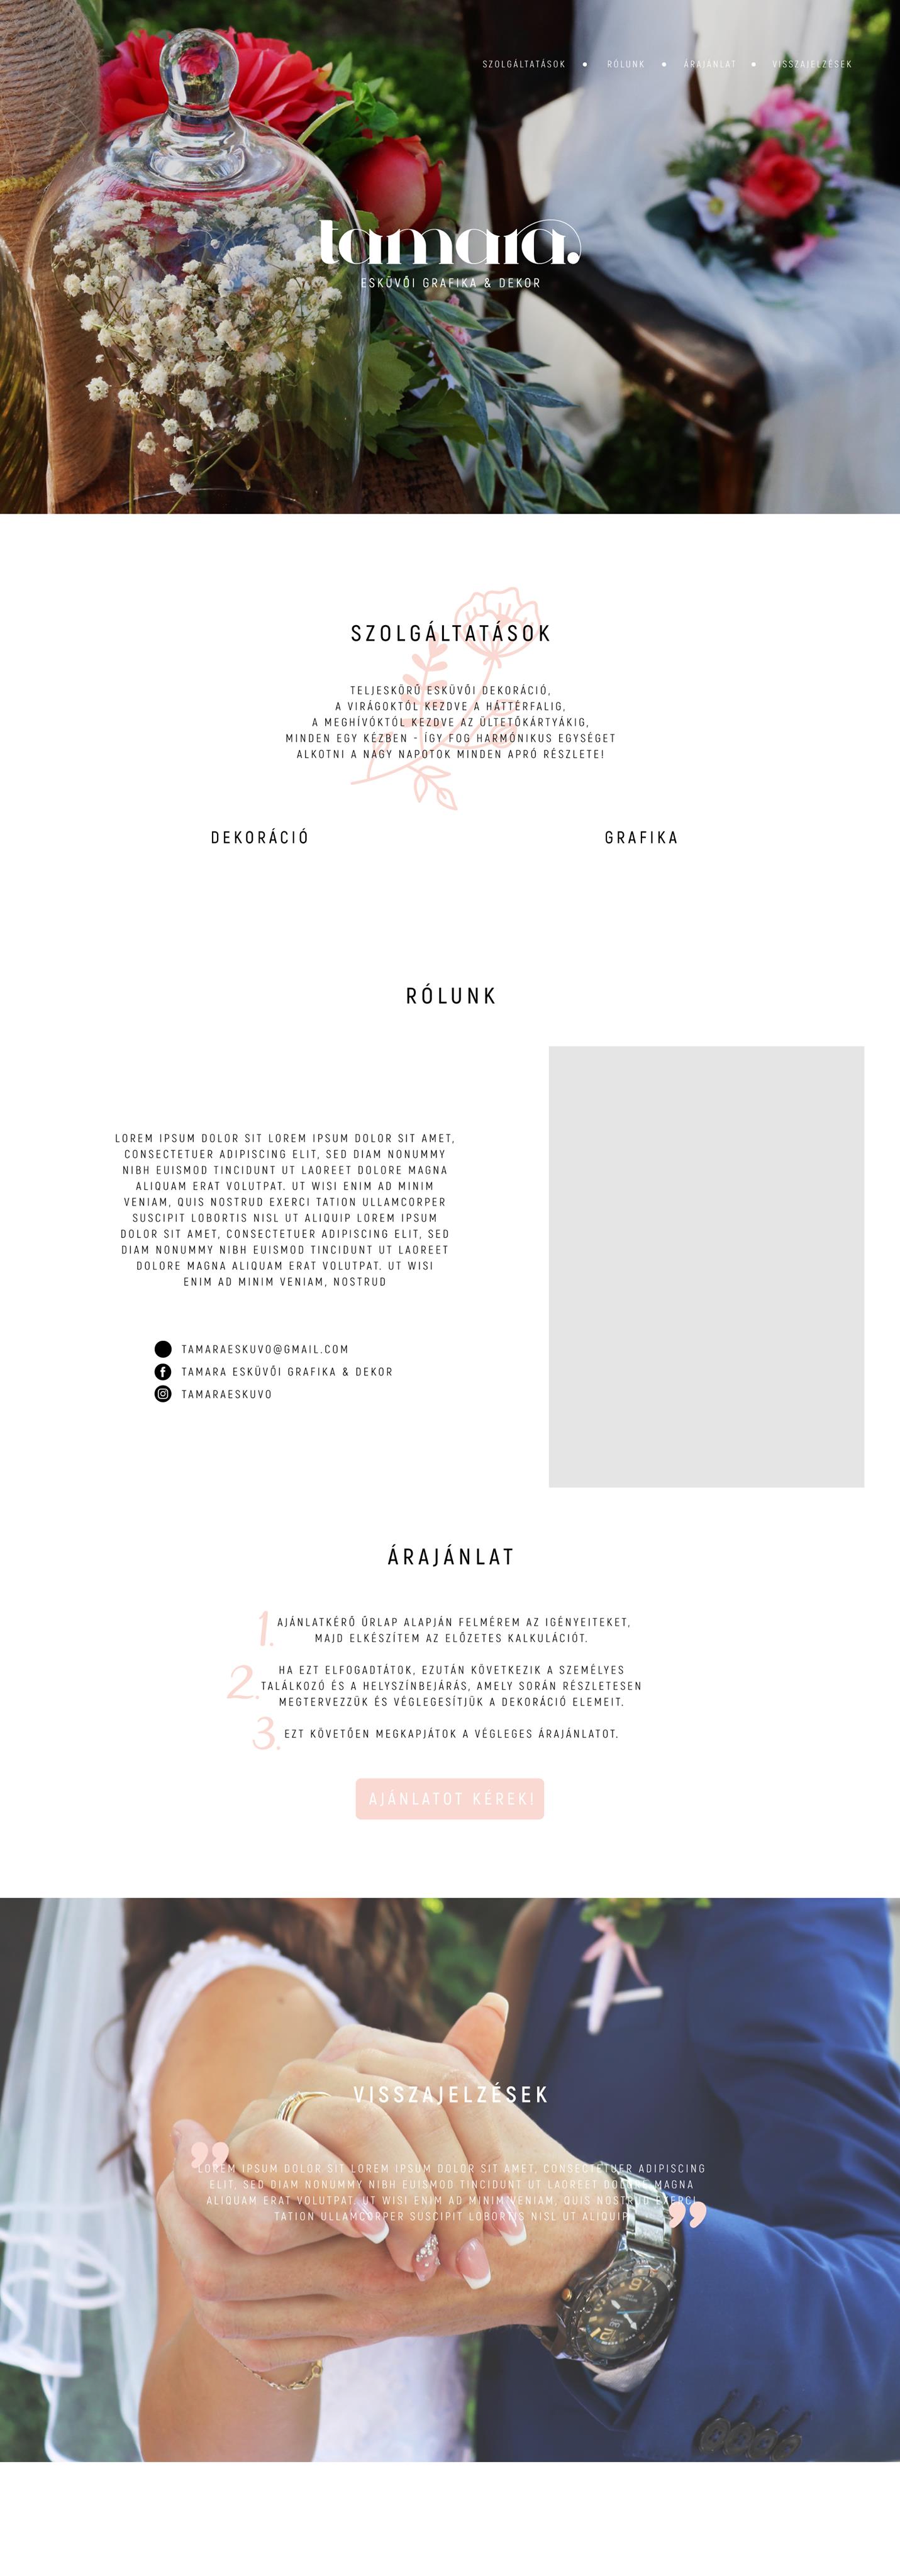 SZOLGÁLTATÁSOK • RÓLUNK • ÁRAJÁNLAT • VISSZAJELZÉSEK
tamara.
ESKÜVŐI GRAFIKA & DEKOR
SZOLGÁLTATÁSOK
TELJESKÖRŰ ESKÜVŐI DEKORÁCIÓ,
A VIRÁGOKTÓL KEZDVE A HÁTTÉRFALIG,
A MEGHÍVÓKTÓL KEZDVE AZ ÜLTETŐKÁRTYÁKIG,
MINDEN EGY KÉZBEN - ÍGY FOG HARMÓNIKUS EGYSÉGET
ALKOTNI A NAGY NAPOTOK MINDEN APRÓ RÉSZLETE!
DEKORÁCIÓ
GRAFIKA
RÓLUNK
LOREM IPSUM DOLOR SIT LOREM IPSUM DOLOR SIT AMET,
CONSECTETUER ADIPISCING ELIT, SED DIAM NONUMMY
NIBH EUISMOD TINCIDUNT UT LAOREET DOLORE MAGNA
ALIQUAM ERAT VOLUTPAT. UT WISI ENIM AD MINIM
VENIAM, QUIS NOSTRUD EXERCI TATION ULLAMCORPER
SUSCIPIT LOBORTIS NISL UT ALIQUIP LOREM IPSUM
DOLOR SIT AMET, CONSECTETUER ADIPISCING ELIT, SED
DIAM NONUMMY NIBH EUISMOD TINCIDUNT UT LAOREET
DOLORE MAGNA ALIQUAM ERAT VOLUTPAT. UT WISI
ENIM AD MINIM VENIAM, NOSTRUD
TAMARAESKUVO@GMAIL.COM
TAMARA ESKÜVŐI GRAFIKA & DEKOR
TAMARAESKUVO
ÁRAJÁNLAT
1. AJÁNLATKÉRŐ ŰRLAP ALAPJÁN FELMÉREM AZ IGÉNYEITEKET,
MAJD ELKÉSZÍTEM AZ ELŐZETES KALKULÁCIÓT.
2. HA EZT ELFOGADTÁTOK, EZUTÁN KÖVETKEZIK A SZEMÉLYES
TALÁLKOZÓ ÉS A HELYSZÍNBEJÁRÁS, AMELY SORÁN RÉSZLETESEN
MEGTERVEZZÜK ÉS VÉGLEGESÍTJÜK A DEKORÁCIÓ ELEMEIT.
3. EZT KÖVETŐEN MEGKAPJÁTOK A VÉGLEGES ÁRAJÁNLATOT.
AJÁNLATOT KÉREK!
VISSZAJELZÉSEK
LOREM IPSUM DOLOR SIT LOREM IPSUM DOLOR SIT AMET, CONSECTETUER ADIPISCING
ELIT, SED DIAM NONUMMY NIBH EUISMOD TINCIDUNT UT LAOREET DOLORE MAGNA
ALIQUAM ERAT VOLUTPAT. UT WISI ENIM AD MINIM VENIAM, QUIS NOSTRUD EXERCI
TATION ULLAMCORPER SUSCIPIT LOBORTIS NISL UT ALIQUIP